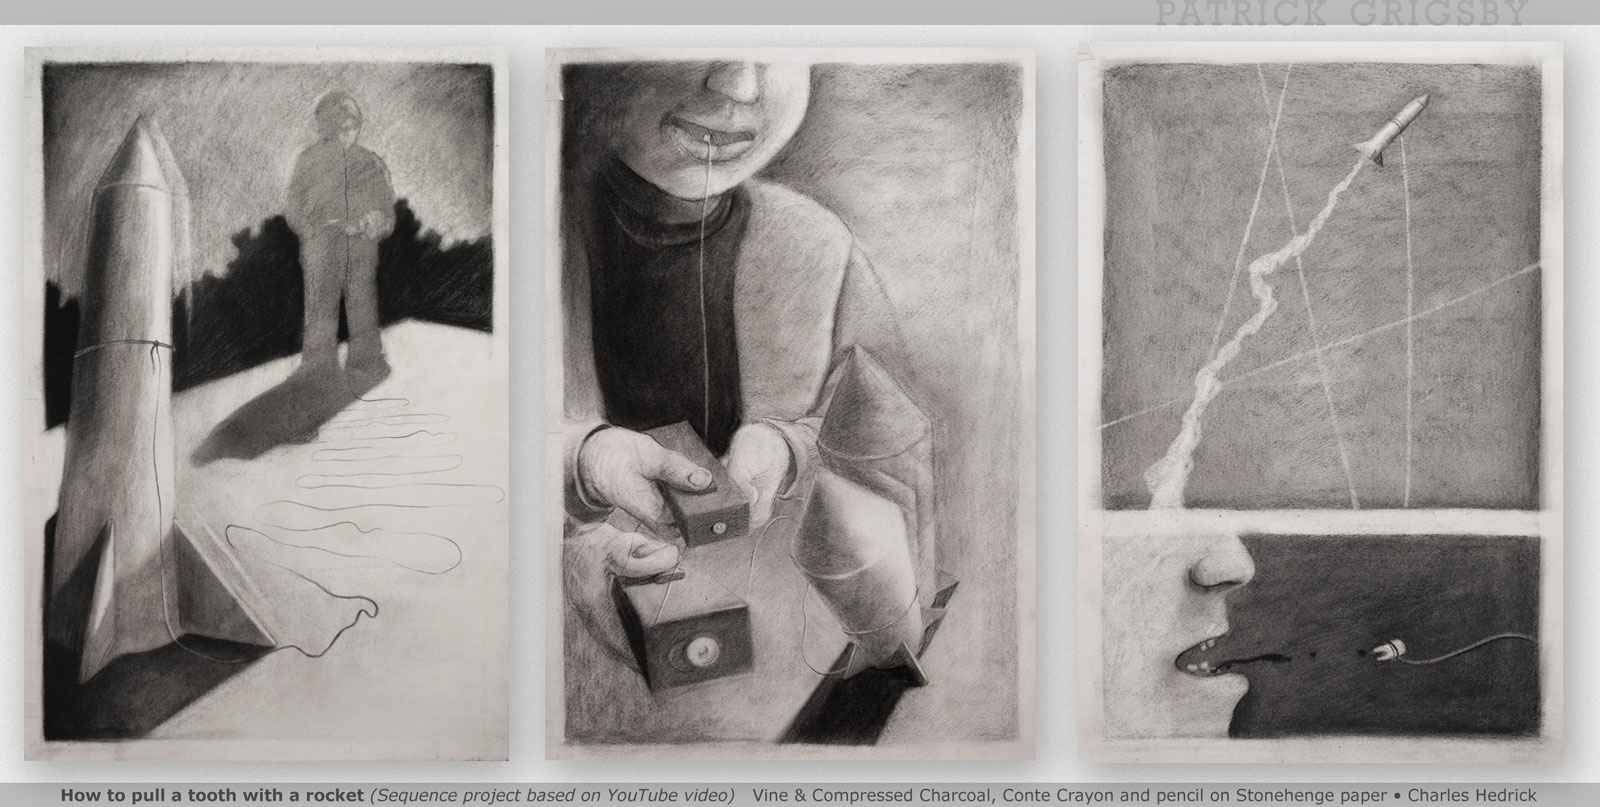 PATRICK GRIGSBY
How to pull a tooth with a rocket (Sequence project based on YouTube video) Vine & Compressed Charcoal, Conte Crayon and pencil on Stonehenge paper • Charles Hedrick